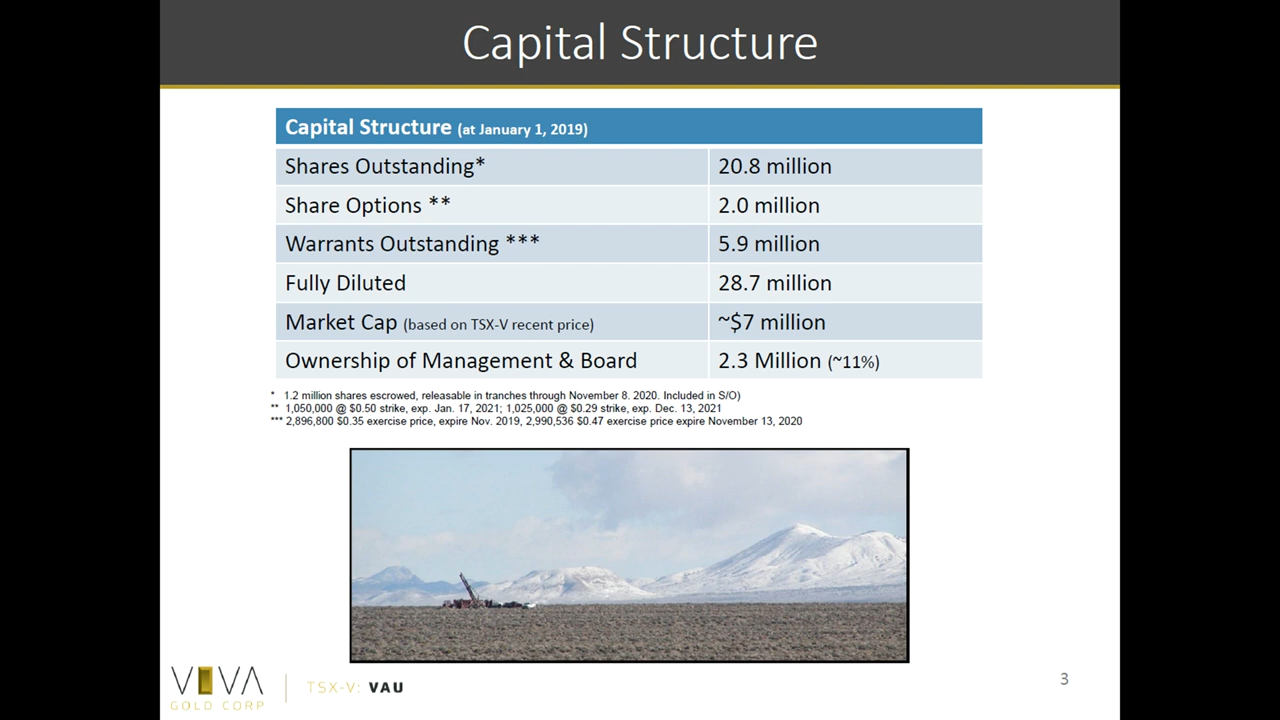 Capital Structure
Capital Structure (at January 1, 2019)
Shares Outstanding* 20.8 million
Share Options ** 2.0 million
Warrants Outstanding *** 5.9 million
Fully Diluted 28.7 million
Market Cap (based on TSX-V recent price) ~$7 million
Ownership of Management & Board 2.3 Million (~11%)
* 1.2 million shares escrowed, releasable in tranches through November 8. 2020. Included in S/O)
** 1,050,000 @ $0.50 strike, exp. Jan. 17, 2021; 1,025,000 @ $0.29 strike, exp. Dec. 13, 2021
*** 2,896,800 $0.35 exercise price, expire Nov. 2019, 2,990,536 $0.47 exercise price expire November 13, 2020
VIVA
GOLD CORP
TSX-V: VAU
3